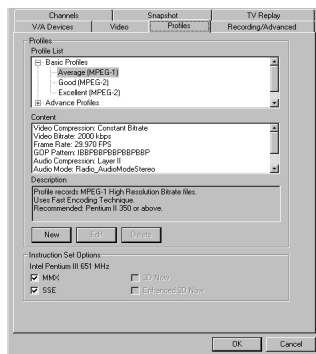 Channels
Snapshot
TV Replay
V/A Devices
Video
Profiles
Recording/Advanced
Profiles
Profile List
Basic Profiles
Average (MPEG-1)
Good (MPEG-2)
Excellent (MPEG-2)
Advance Profiles
Content
Video Compression: Constant Bitrate
Video Bitrate: 2000 kbps
Frame Rate: 29.970 FPS
GOP Pattern: IBBPBBPBBPBBPBBP
Audio Compression: Layer II
Audio Mode: Radio_AudioModeStereo
Description
Profile records MPEG-1 High Resolution Bitrate files.
Uses Fast Encoding Technique.
Recommended: Pentium II 350 or above.
New
Edit
Delete
Instruction Set Options
Intel Pentium III 651 MHz
MMX
3D Now
SSE
Enhanced 3D Now
OK
Cancel